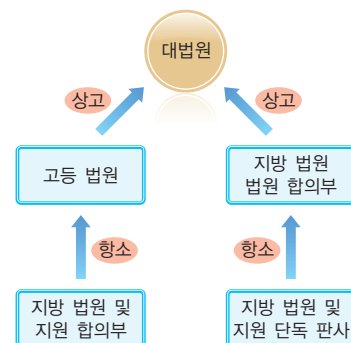 대법원
상고
상고
고등 법원
지방 법원
법원 합의부
항소
항소
지방 법원 및
지원 합의부
지방 법원 및
지원 단독 판사